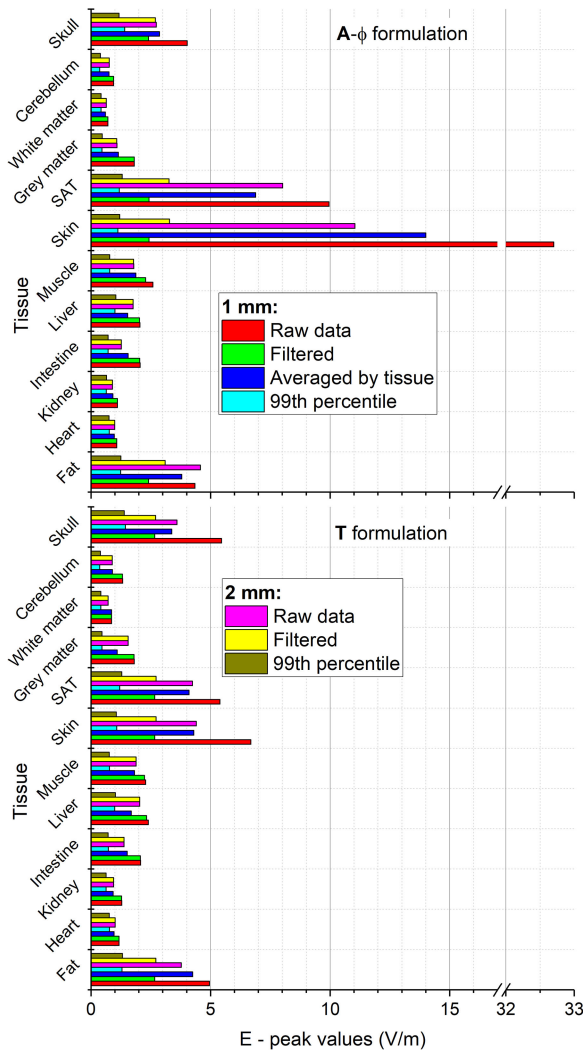 A-ϕ formulation
Skull
Cerebellum
White matter
Grey matter
SAT
Skin
Muscle
Liver
Intestine
Kidney
Heart
Fat
Tissue
1 mm:
Raw data
Filtered
Averaged by tissue
99th percentile
T formulation
Skull
Cerebellum
White matter
Grey matter
SAT
Skin
Muscle
Liver
Intestine
Kidney
Heart
Fat
Tissue
2 mm:
Raw data
Filtered
99th percentile
0 5 10 15 32 33
E - peak values (V/m)